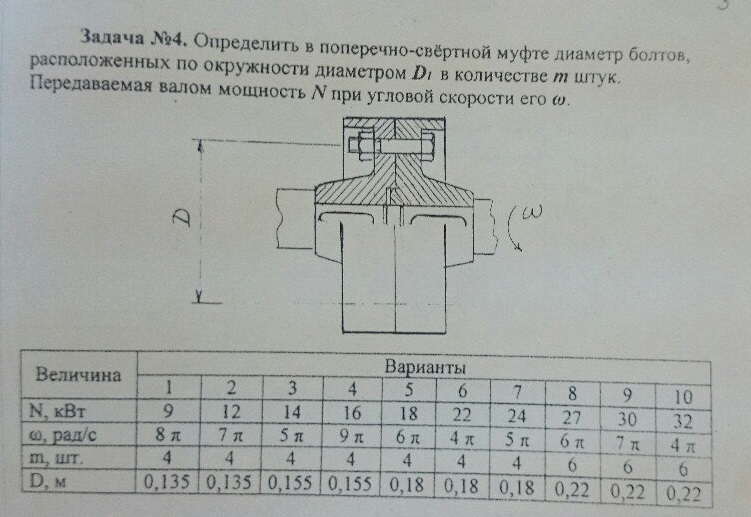 3
Задача №4. Определить в поперечно-свёртной муфте диаметр болтов,
расположенных по окружности диаметром D₁ в количестве m штук.
Передаваемая валом мощность N при угловой скорости его ω.
D
ω
Величина Варианты
1 2 3 4 5 6 7 8 9 10
N, кВт 9 12 14 16 18 22 24 27 30 32
ω, рад/с 8 π 7 π 5 π 9 π 6 π 4 π 5 π 6 π 7 π 4 π
m, шт. 4 4 4 4 4 4 4 6 6 6
D, м 0,135 0,135 0,155 0,155 0,18 0,18 0,18 0,22 0,22 0,22